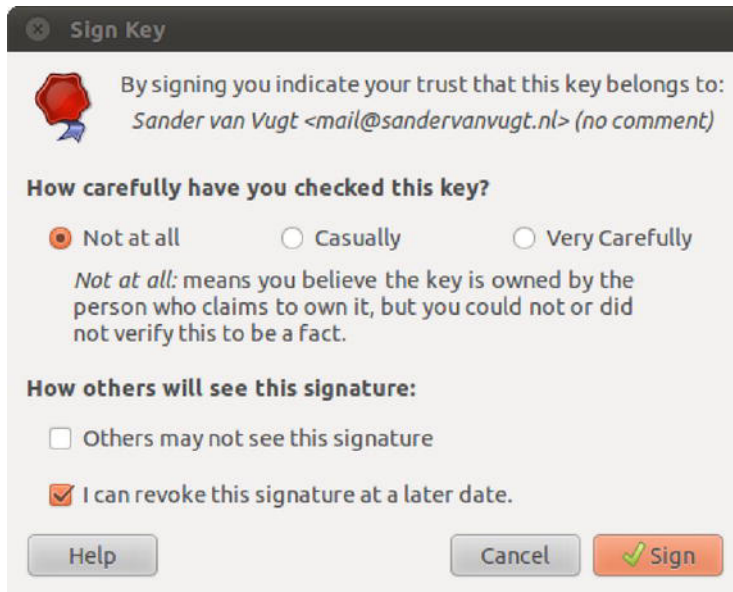 Sign Key
By signing you indicate your trust that this key belongs to:
Sander van Vugt <mail@sandervanvugt.nl> (no comment)
How carefully have you checked this key?
Not at all Casually Very Carefully
Not at all: means you believe the key is owned by the
person who claims to own it, but you could not or did
not verify this to be a fact.
How others will see this signature:
Others may not see this signature
I can revoke this signature at a later date.
Help Cancel Sign